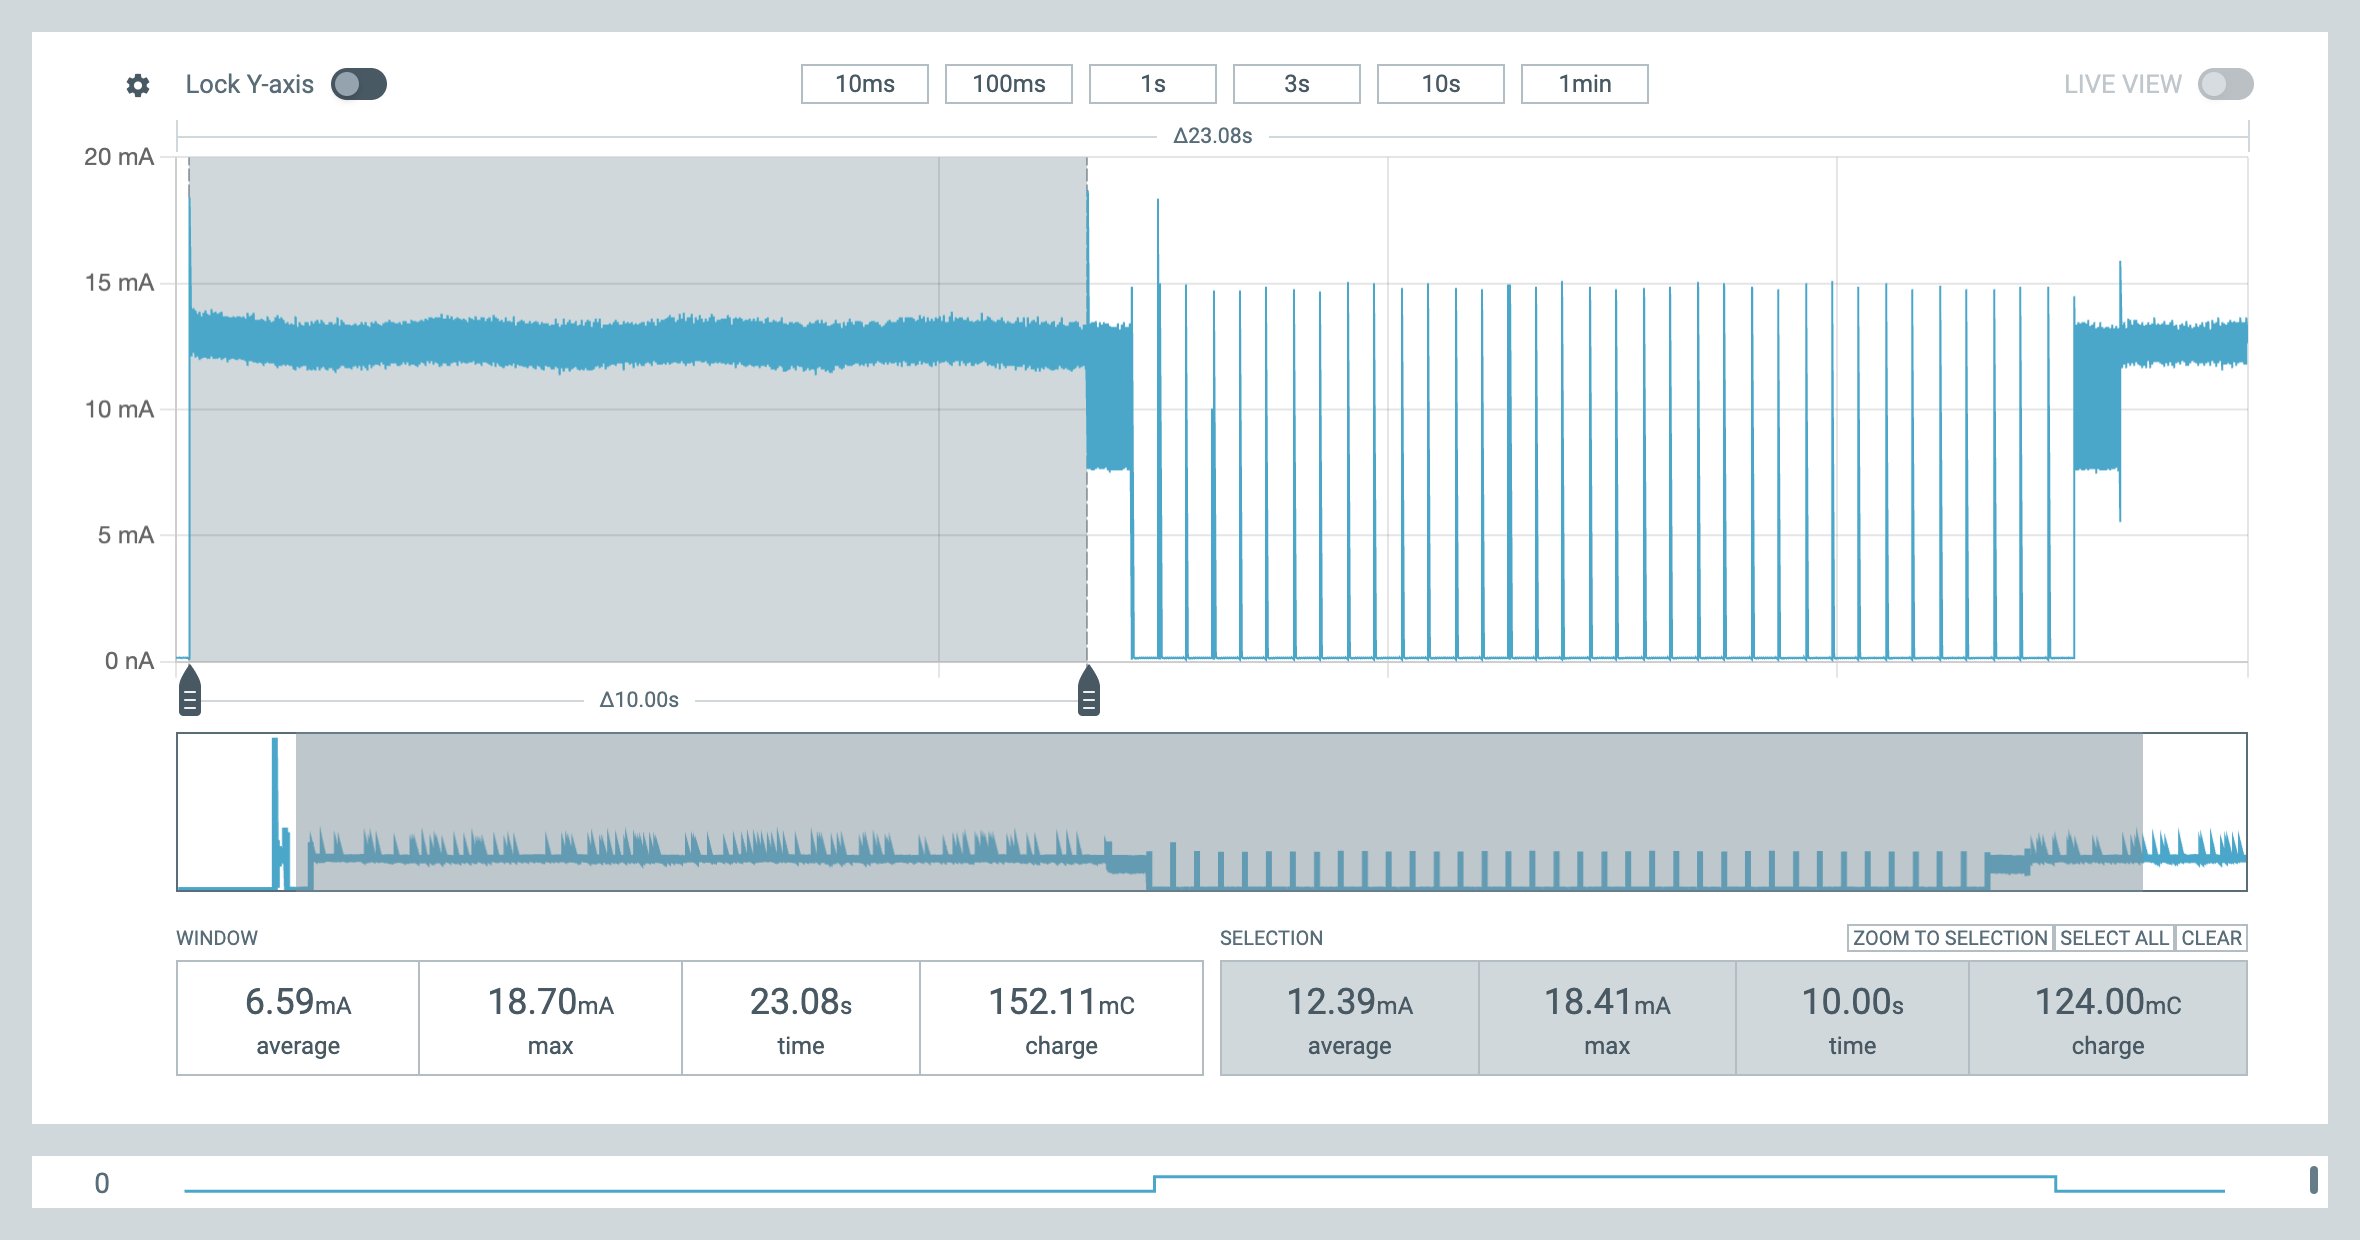 Lock Y-axis 10ms 100ms 1s 3s 10s 1min LIVE VIEW
Δ23.08s
20 mA
15 mA
10 mA
5 mA
0 nA
Δ10.00s
WINDOW SELECTION ZOOM TO SELECTION SELECT ALL CLEAR
6.59mA 18.70mA 23.08s 152.11mC 12.39mA 18.41mA 10.00s 124.00mC
average max time charge average max time charge
0